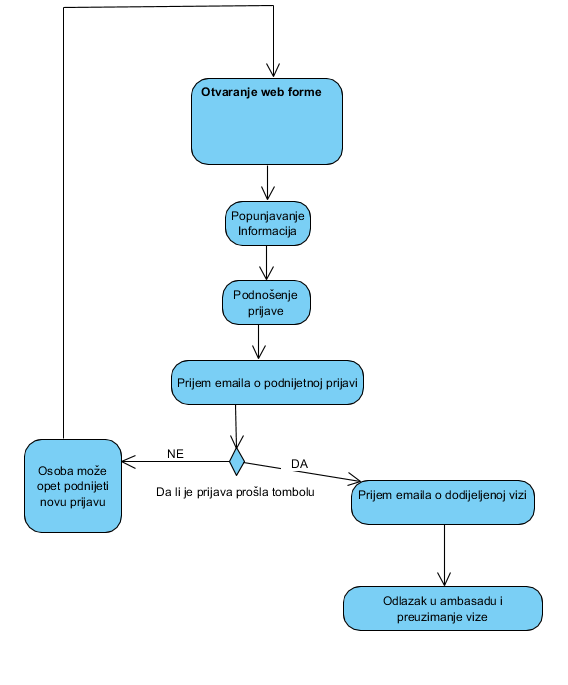 Otvaranje web forme
Popunjavanje
Informacija
Podnošenje
prijave
Prijem emaila o podnijetnoj prijavi
NE
DA
Osoba može
opet podnijeti
novu prijavu
Da li je prijava prošla tombolu
Prijem emaila o dodijeljenoj vizi
Odlazak u ambasadu i
preuzimanje vize